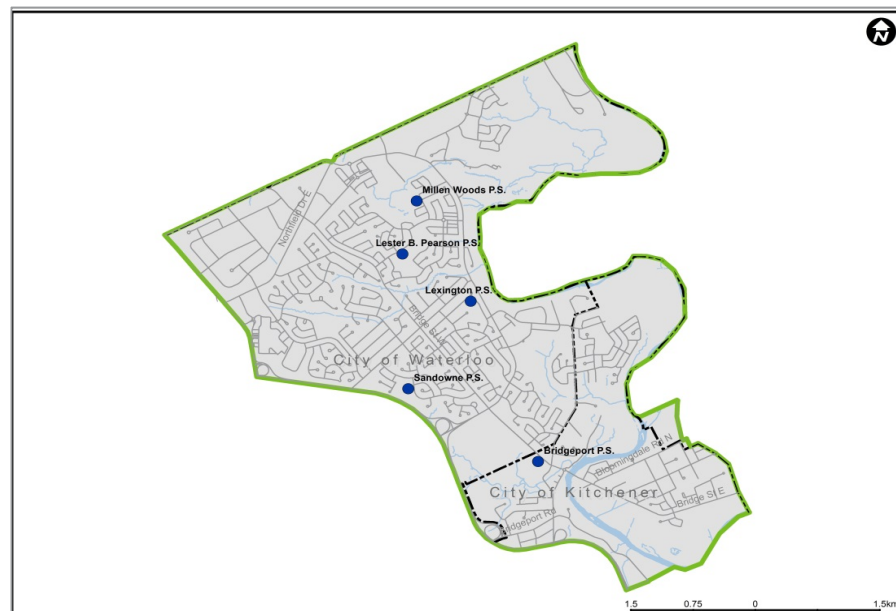 N
Millen Woods P.S.
Northfield Dr E
Lester B. Pearson P.S.
Lexington P.S.
Bridge St W
City of Waterloo
Sandowne P.S.
Bridgeport P.S.
Bloomingdale Rd N
City of Kitchener
Bridge St E
Bridgeport Rd
1.5 0.75 0 1.5km